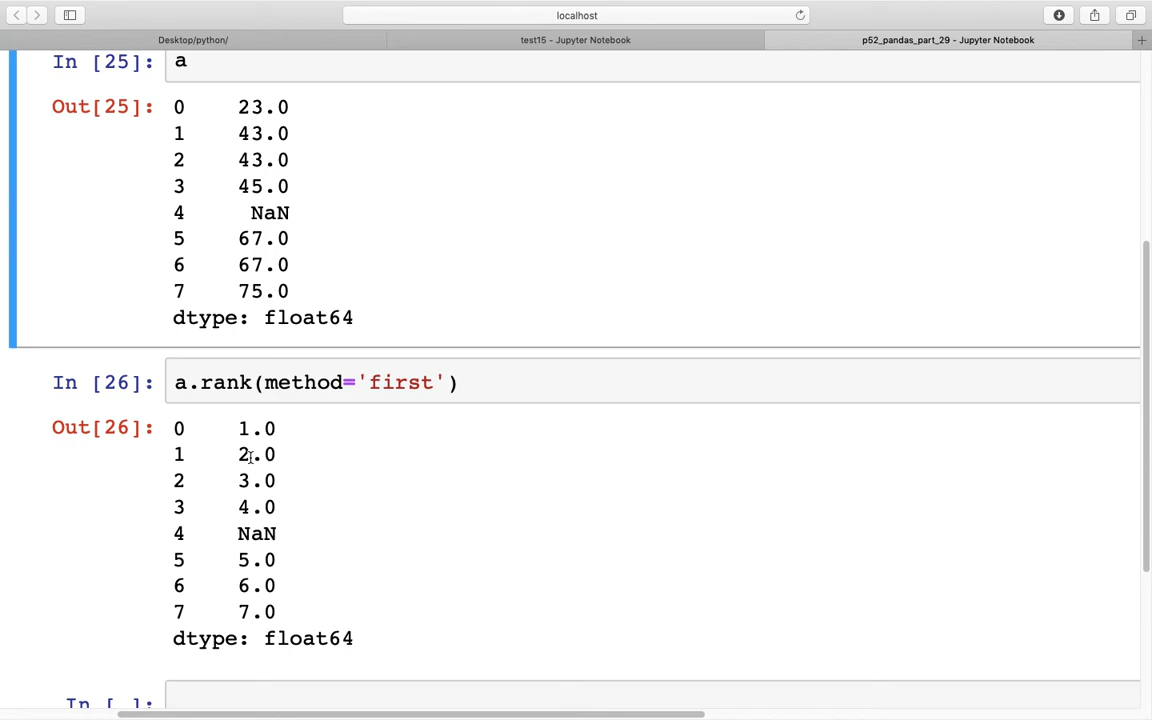 localhost
Desktop/python/ test15 - Jupyter Notebook p52_pandas_part_29 - Jupyter Notebook
In [25]: a
Out[25]: 0 23.0
1 43.0
2 43.0
3 45.0
4 NaN
5 67.0
6 67.0
7 75.0
dtype: float64
In [26]: a.rank(method='first')
Out[26]: 0 1.0
1 2.0
2 3.0
3 4.0
4 NaN
5 5.0
6 6.0
7 7.0
dtype: float64
In [ ]: